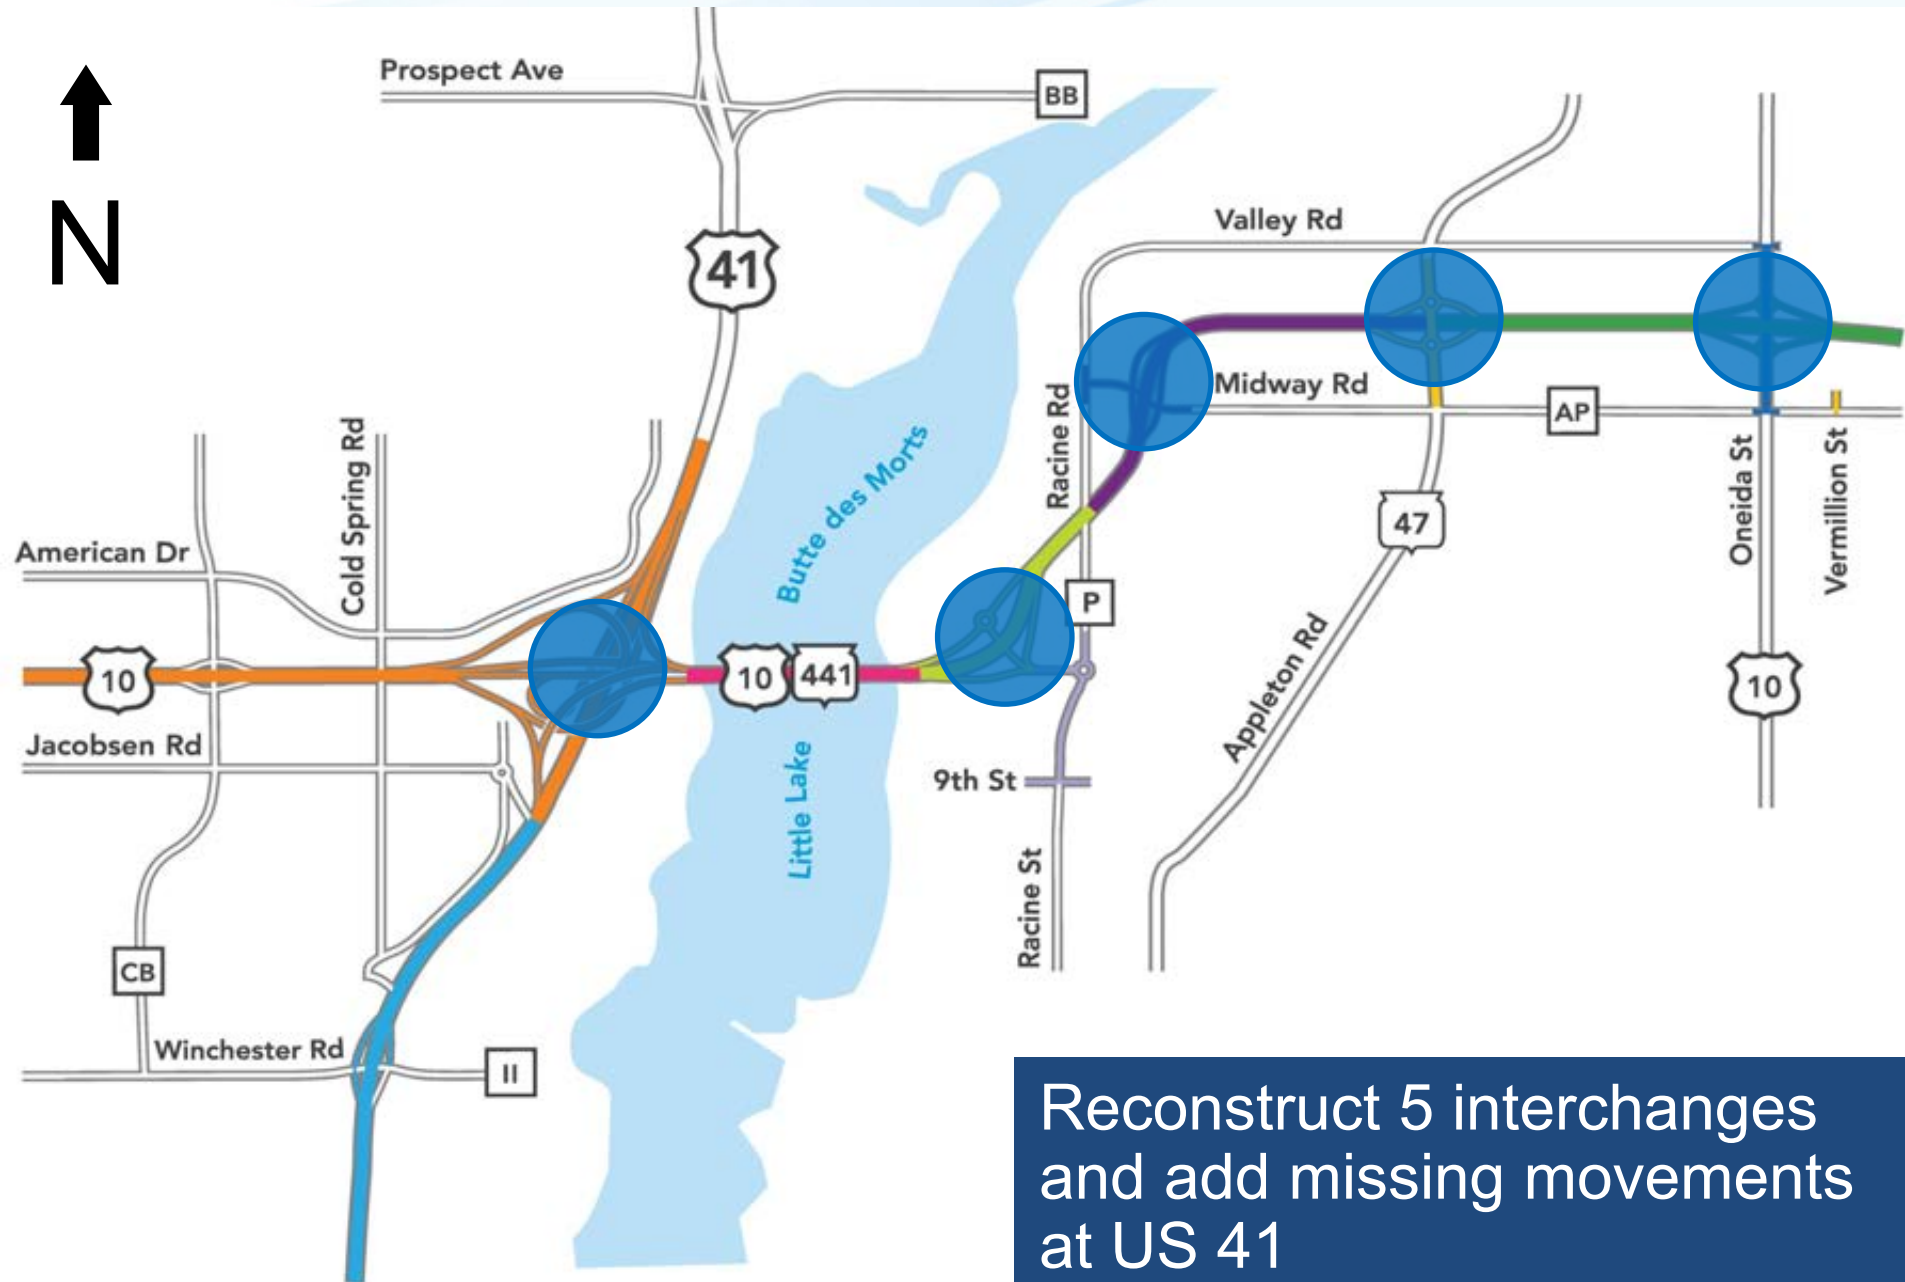 Prospect Ave
BB
N
Valley Rd
41
Midway Rd
AP
Racine Rd
Cold Spring Rd
Butte des Morts
47
Oneida St
Vermillion St
American Dr
P
10
10
441
Appleton Rd
10
Jacobsen Rd
Little Lake
9th St
Racine St
CB
Winchester Rd
II
Reconstruct 5 interchanges
and add missing movements
at US 41